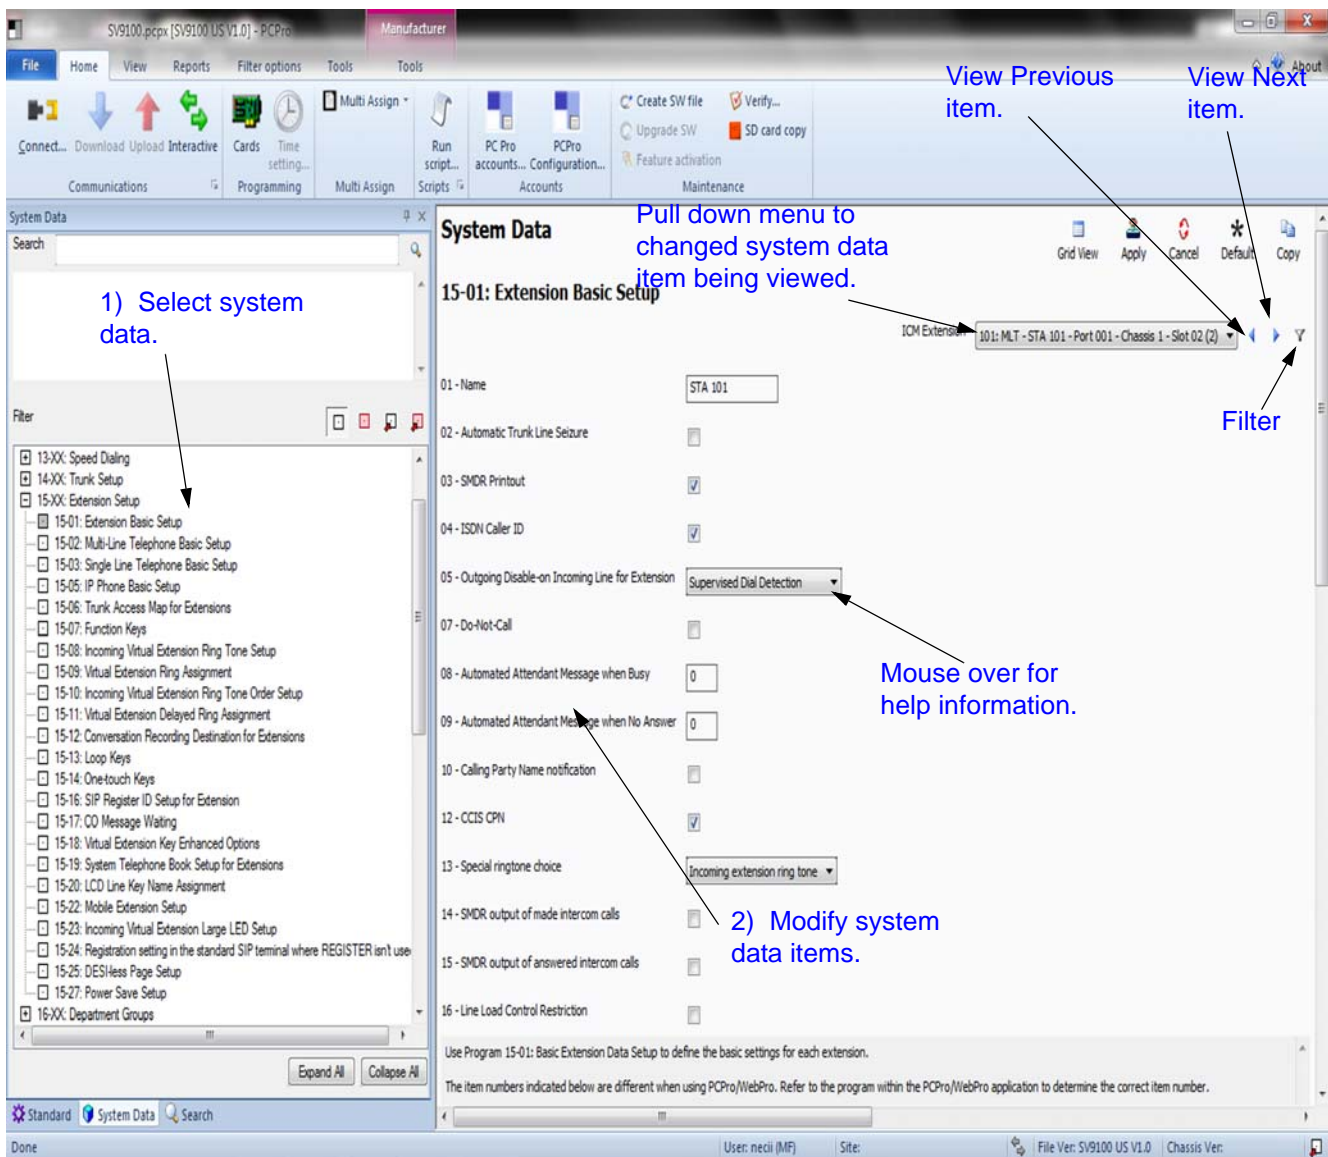 SV9100.pcpx [SV9100 US V1.0] - PCPro
Manufacturer
File
Home
View
Reports
Filter options
Tools
Tools
About
Connect...
Download
Upload
Interactive
Communications
Cards
Time setting...
Programming
Multi Assign
Multi Assign
Run script...
Scripts
PC Pro accounts...
PCPro Configuration...
Accounts
Create SW file
Upgrade SW
Feature activation
Verify...
SD card copy
Maintenance
View Previous
item.
View Next
item.
System Data
Search
1) Select system
data.
Filter
13-XX: Speed Dialing
14-XX: Trunk Setup
15-XX: Extension Setup
15-01: Extension Basic Setup
15-02: Multi-Line Telephone Basic Setup
15-03: Single Line Telephone Basic Setup
15-05: IP Phone Basic Setup
15-06: Trunk Access Map for Extensions
15-07: Function Keys
15-08: Incoming Virtual Extension Ring Tone Setup
15-09: Virtual Extension Ring Assignment
15-10: Incoming Virtual Extension Ring Tone Order Setup
15-11: Virtual Extension Delayed Ring Assignment
15-12: Conversation Recording Destination for Extensions
15-13: Loop Keys
15-14: One-touch Keys
15-16: SIP Register ID Setup for Extension
15-17: CO Message Waiting
15-18: Virtual Extension Key Enhanced Options
15-19: System Telephone Book Setup for Extensions
15-20: LCD Line Key Name Assignment
15-22: Mobile Extension Setup
15-23: Incoming Virtual Extension Large LED Setup
15-24: Registration setting in the standard SIP terminal where REGISTER isn't use
15-25: DESI-less Page Setup
15-27: Power Save Setup
16-XX: Department Groups
Expand All
Collapse All
Standard
System Data
Search
System Data
Pull down menu to
changed system data
item being viewed.
Grid View
Apply
Cancel
Default
Copy
15-01: Extension Basic Setup
ICM Extension
101: MLT - STA 101 - Port 001 - Chassis 1 - Slot 02 (2)
Filter
01 - Name
STA 101
02 - Automatic Trunk Line Seizure
03 - SMDR Printout
04 - ISDN Caller ID
05 - Outgoing Disable-on Incoming Line for Extension
Supervised Dial Detection
07 - Do-Not-Call
Mouse over for
help information.
08 - Automated Attendant Message when Busy
0
09 - Automated Attendant Message when No Answer
0
10 - Calling Party Name notification
12 - CCIS CPN
13 - Special ringtone choice
Incoming extension ring tone
2) Modify system
data items.
14 - SMDR output of made intercom calls
15 - SMDR output of answered intercom calls
16 - Line Load Control Restriction
Use Program 15-01: Basic Extension Data Setup to define the basic settings for each extension.
The item numbers indicated below are different when using PCPro/WebPro. Refer to the program within the PCPro/WebPro application to determine the correct item number.
Done
User: necii (MF)
Site:
File Ver: SV9100 US V1.0
Chassis Ver: